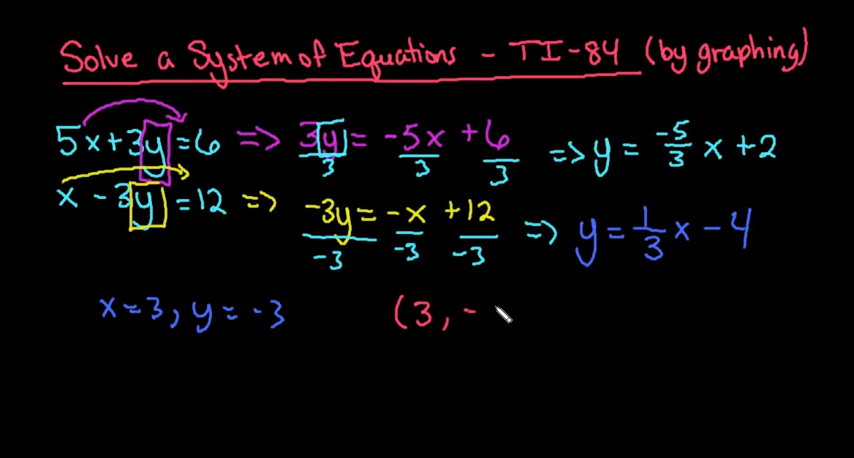 Solve a System of Equations - TI-84 (by graphing)
5x + 3y = 6 => 3y/3 = -5x/3 + 6/3 => y = -5/3 x + 2
x - 3y = 12 => -3y/-3 = -x/-3 + 12/-3 => y = 1/3 x - 4
x = 3, y = -3 (3, -